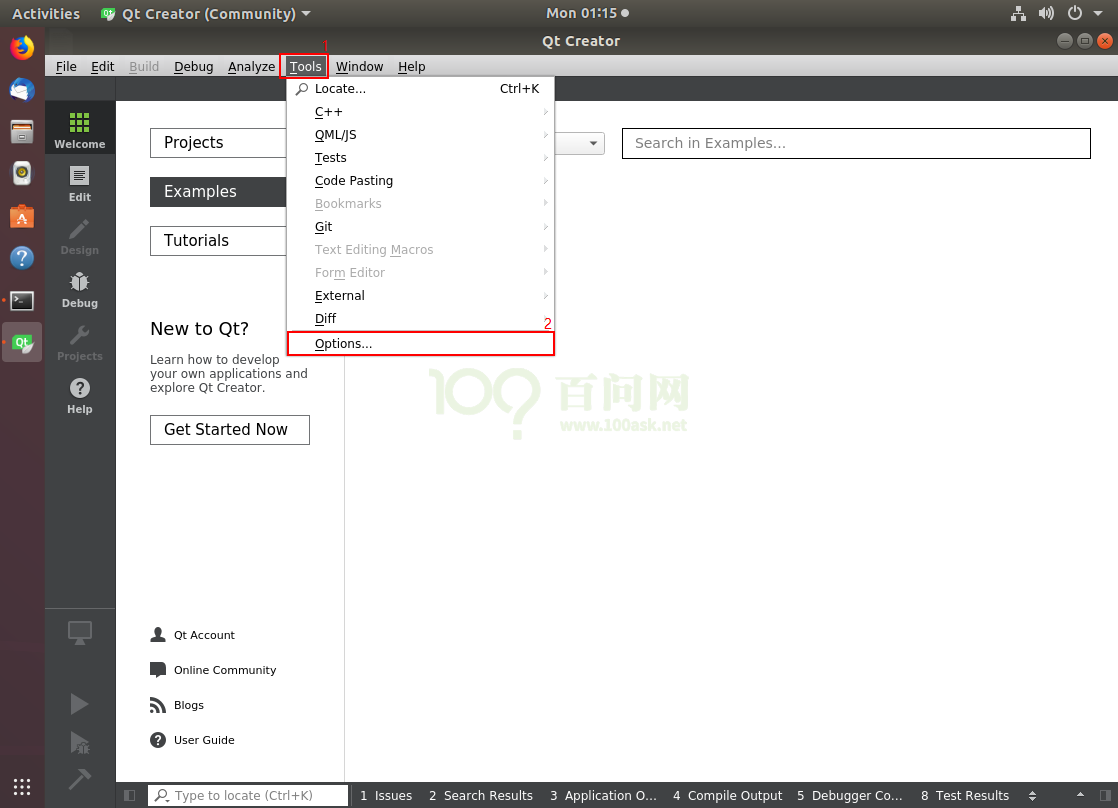 Activities Qt Creator (Community) Mon 01:15
Qt Creator
1
File Edit Build Debug Analyze Tools Window Help
Locate... Ctrl+K
C++
QML/JS
Tests
Code Pasting
Bookmarks
Git
Text Editing Macros
Form Editor
External
Diff
2
Options...
Welcome
Edit
Design
Debug
Projects
Help
Projects
Search in Examples...
Examples
Tutorials
New to Qt?
Learn how to develop
your own applications and
explore Qt Creator.
Get Started Now
100? 百问网
www.100ask.net
Qt Account
Online Community
Blogs
User Guide
Type to locate (Ctrl+K) 1 Issues 2 Search Results 3 Application O... 4 Compile Output 5 Debugger Co... 8 Test Results